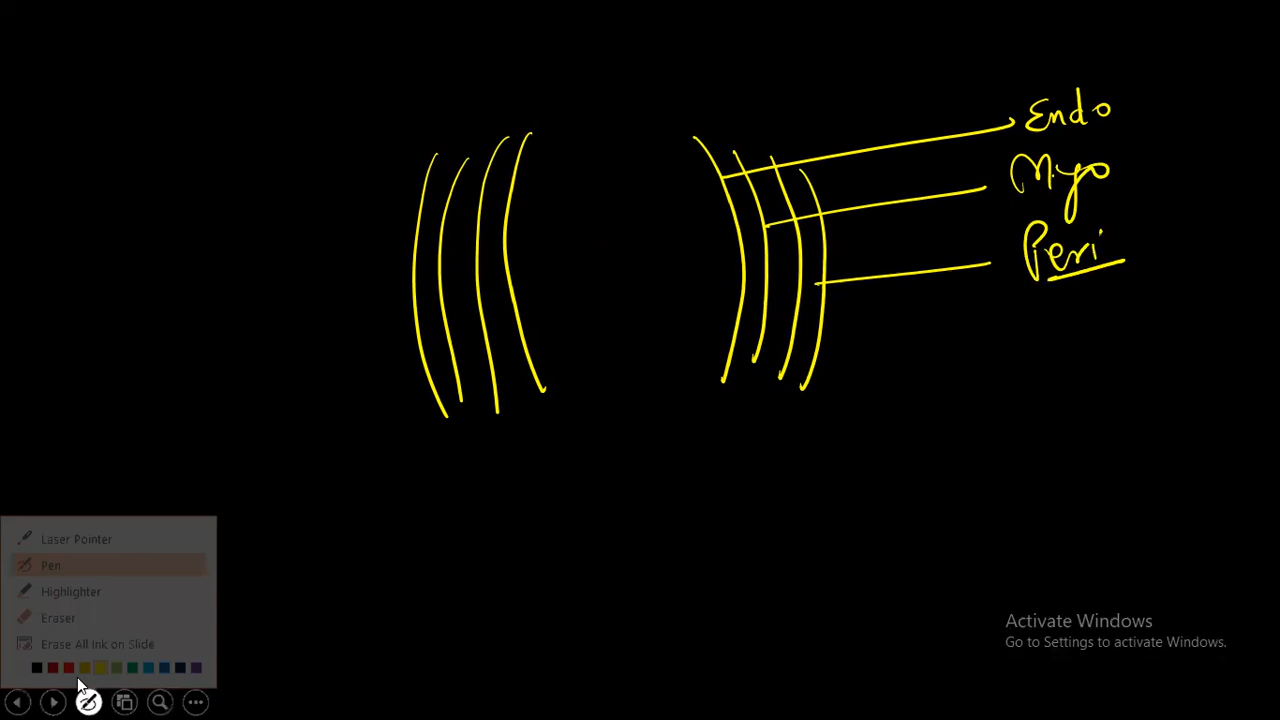 Endo
Myo
Peri
Laser Pointer
Pen
Highlighter
Eraser
Erase All Ink on Slide
Activate Windows
Go to Settings to activate Windows.